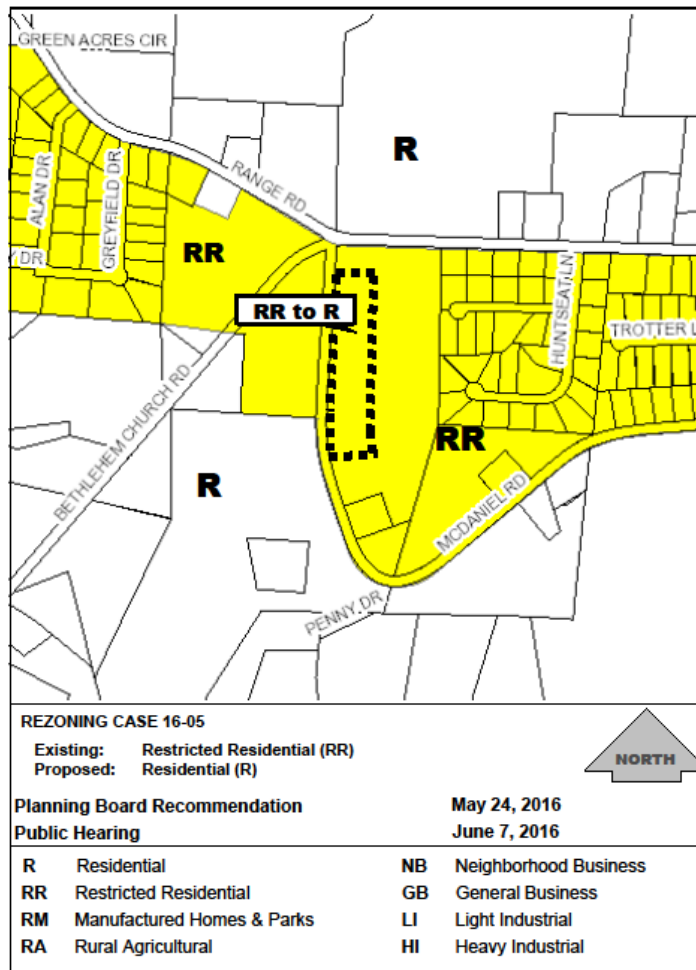 GREEN ACRES CIR
R
RANGE RD
ALAN DR
GREYFIELD DR
RR
Y DR
RR to R
HUNTSEAT LN
TROTTER L
BETHLEHEM CHURCH RD
RR
R
MCDANIEL RD
PENNY DR
REZONING CASE 16-05
Existing: Restricted Residential (RR)
Proposed: Residential (R)
NORTH
Planning Board Recommendation May 24, 2016
Public Hearing June 7, 2016
R Residential NB Neighborhood Business
RR Restricted Residential GB General Business
RM Manufactured Homes & Parks LI Light Industrial
RA Rural Agricultural HI Heavy Industrial